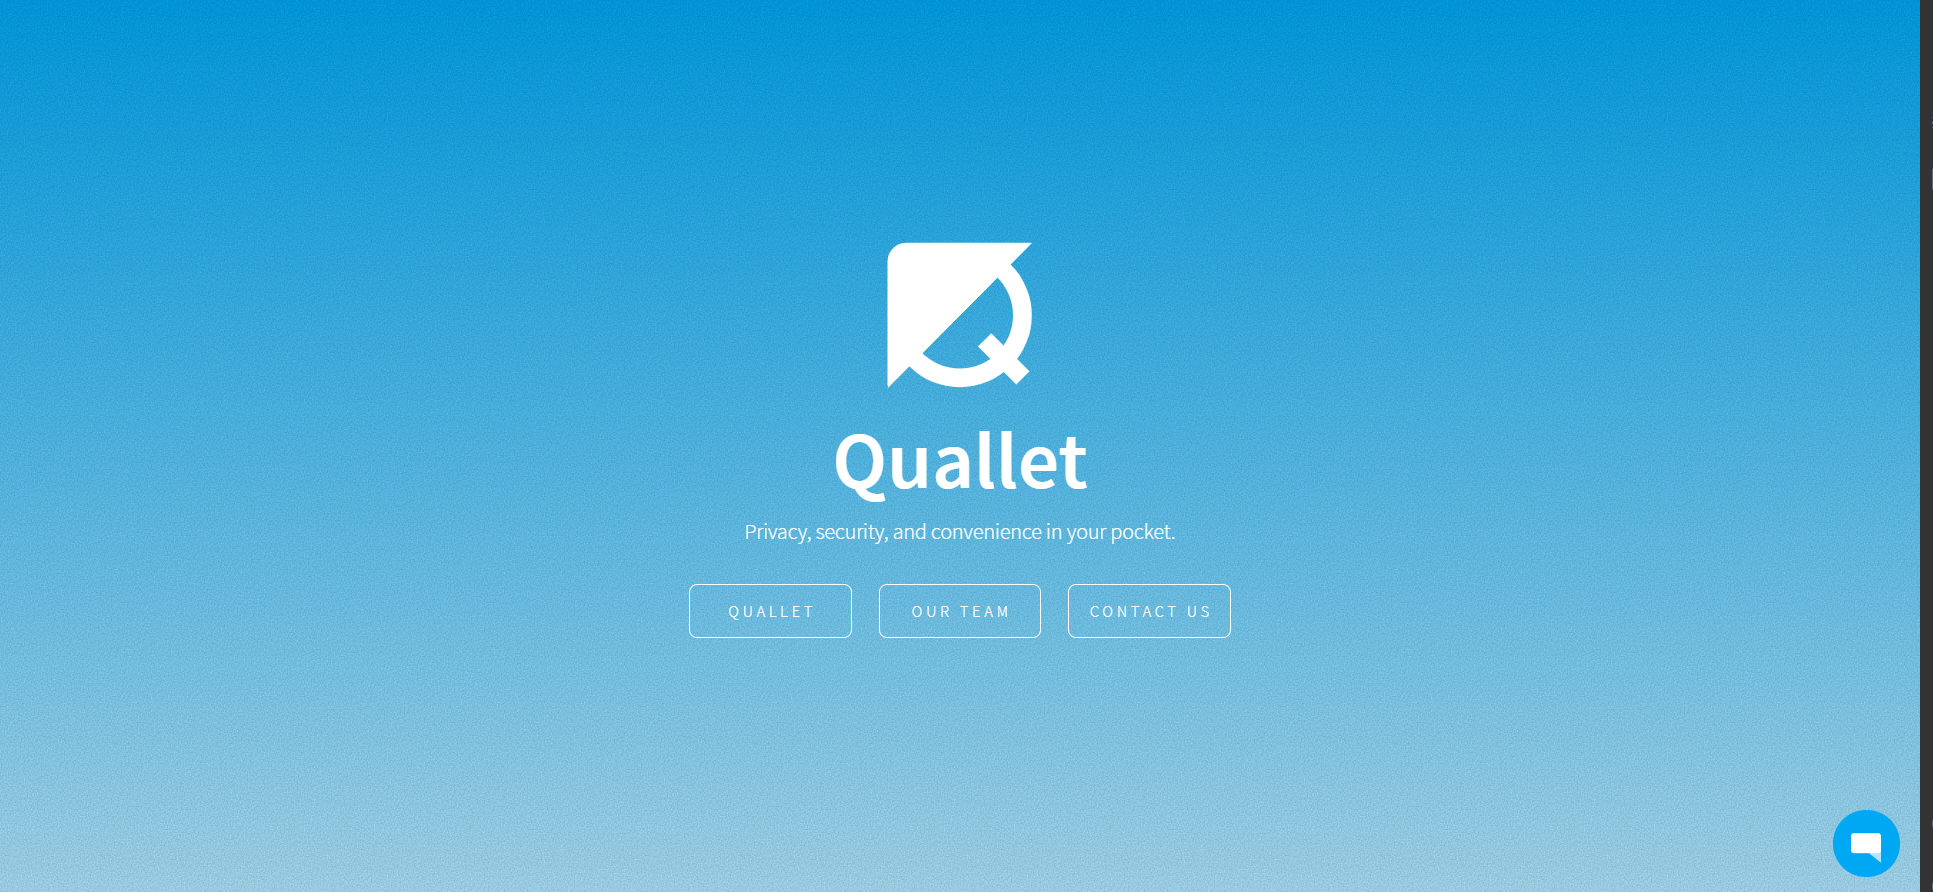 Quallet
Privacy, security, and convenience in your pocket.
QUALLET
OUR TEAM
CONTACT US